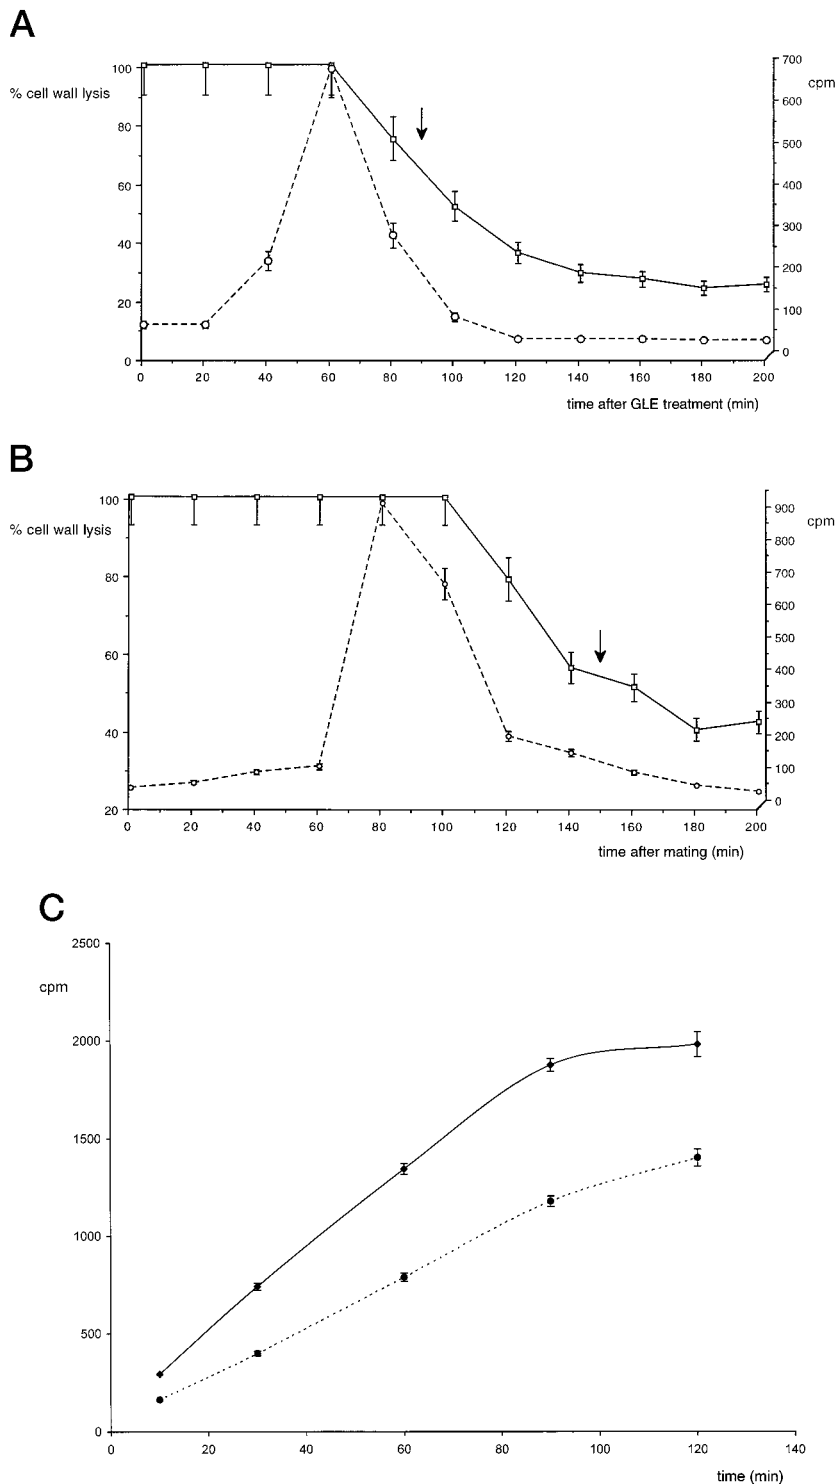 A
% cell wall lysis
100
80
60
40
20
0
700
cpm
600
500
400
300
200
100
0
0 20 40 60 80 100 120 140 160 180 200
time after GLE treatment (min)
B
% cell wall lysis
100
80
60
40
20
900
cpm
800
700
600
500
400
300
200
100
0
0 20 40 60 80 100 120 140 160 180 200
time after mating (min)
C
2500
cpm
2000
1500
1000
500
0
0 20 40 60 80 100 120 140
time (min)